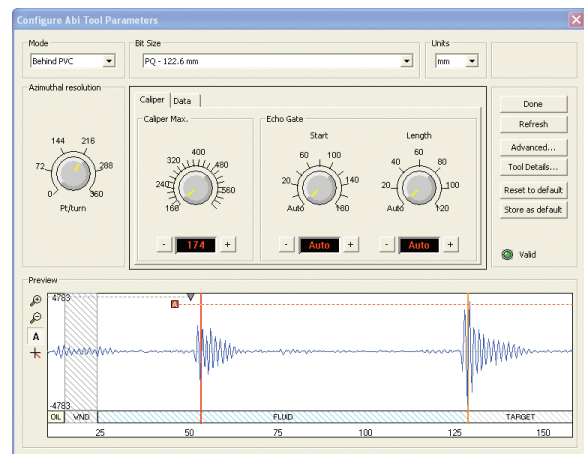 Configure Abi Tool Parameters
Mode
Behind PVC
Bit Size
PQ - 122.6 mm
Units
mm
Azimuthal resolution
144 216
72 288
0 360
Pt/turn
Caliper Data
Caliper Max.
400
320 480
240 560
160
- 174 +
Echo Gate
Start
60 100
20 140
Auto 160
- Auto +
Length
40 60 80
20 100
Auto 120
- Auto +
Done
Refresh
Advanced...
Tool Details...
Reset to default
Store as default
Valid
Preview
A
4783
-4783
A
OIL WND FLUID TARGET
25 50 75 100 125 150